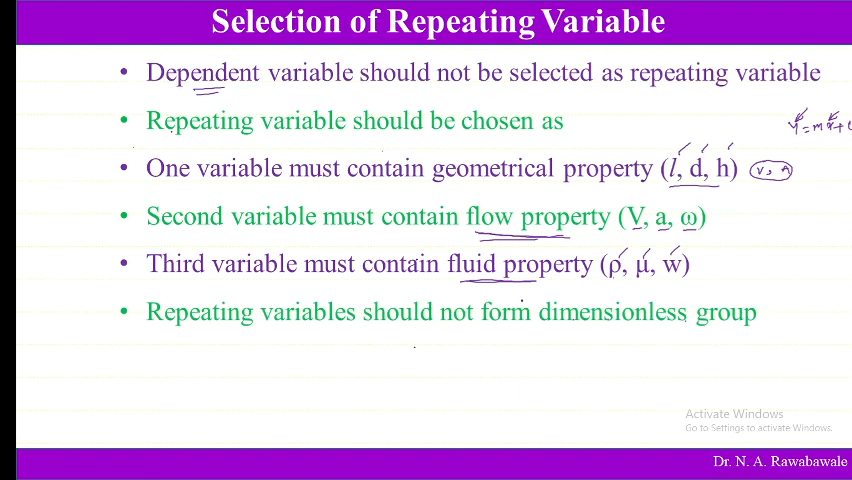 Selection of Repeating Variable
• Dependent variable should not be selected as repeating variable
• Repeating variable should be chosen as
y = mx +
• One variable must contain geometrical property (l, d, h) v, A
• Second variable must contain flow property (V, a, ω)
• Third variable must contain fluid property (ρ, μ, w)
• Repeating variables should not form dimensionless group
Activate Windows
Go to Settings to activate Windows.
Dr. N. A. Rawabawale